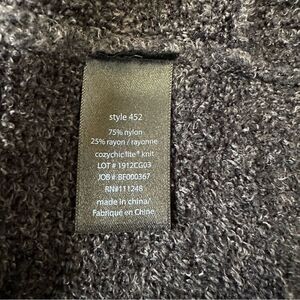 style 452
75% nylon
25% rayon / rayonne
cozychic lite® knit
LOT # 1912CG03
JOB# BF000367
RN#111248
made in china/
Fabriqué en Chine